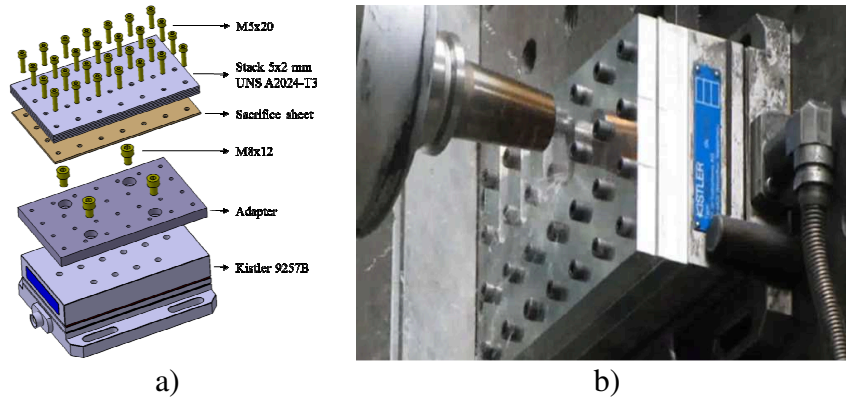 M5x20
Stack 5x2 mm
UNS A2024-T3
Sacrifice sheet
M8x12
Adapter
Kistler 9257B
KISTLER
a)
b)